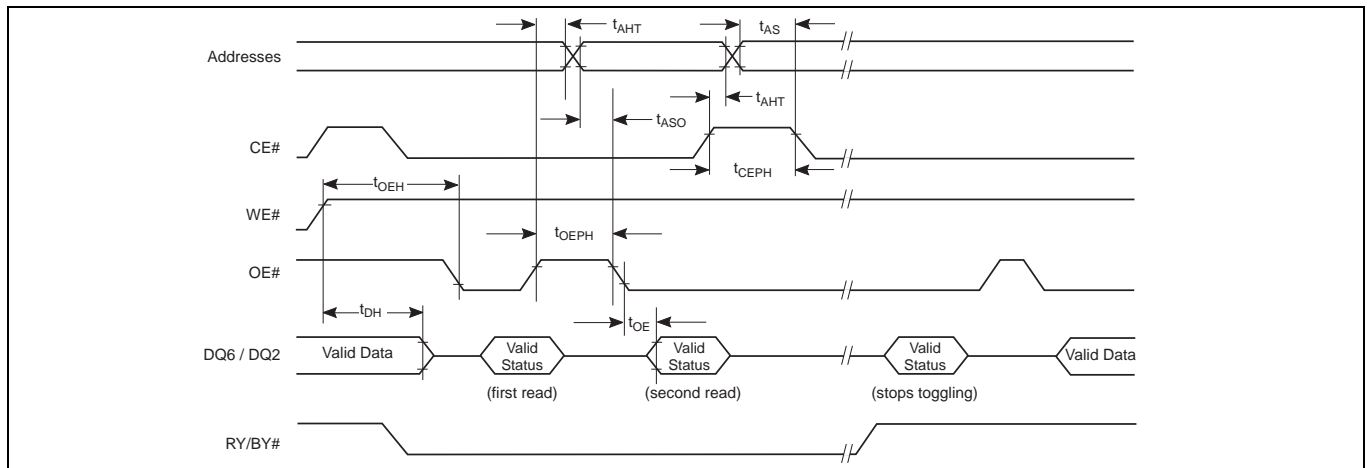 tAHT
tAS
Addresses
tAHT
tASO
CE#
tCEPH
tOEH
WE#
tOEPH
OE#
tDH
tOE
DQ6 / DQ2
Valid Data
Valid
Status
Valid
Status
Valid
Status
Valid Data
(first read)
(second read)
(stops toggling)
RY/BY#